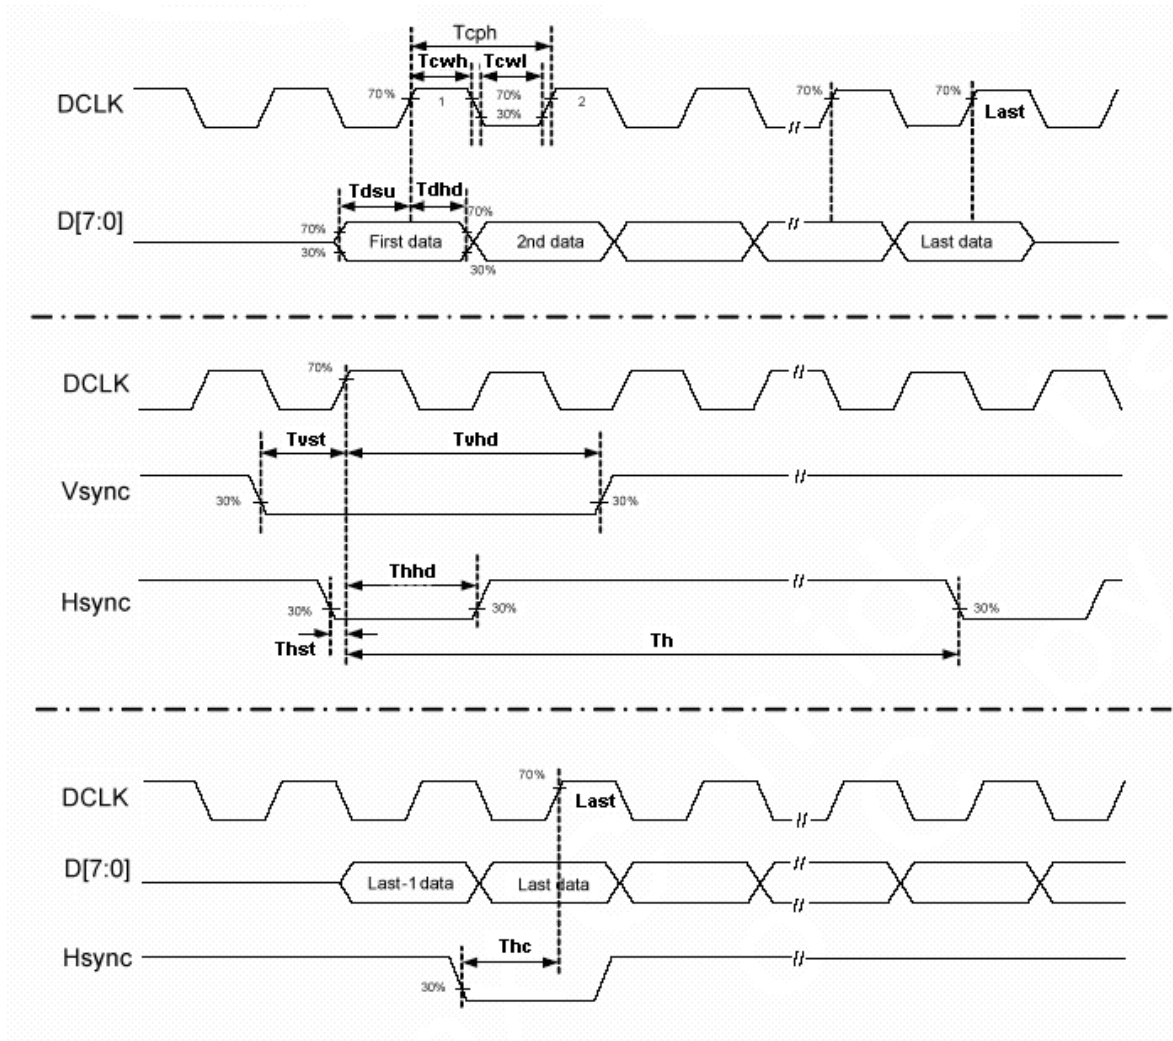 Tcph
Tcwh Tcwl
DCLK 70% 1 70% 2 70% 70% Last
30%
Tdsu Tdhd
D[7:0] 70% 70%
First data 2nd data Last data
30% 30%
DCLK 70%
Tvst Tvhd
Vsync 30% 30%
Thhd
Hsync 30% 30% 30%
Thst Th
DCLK 70% Last
D[7:0] Last-1 data Last data
Hsync Thc
30%